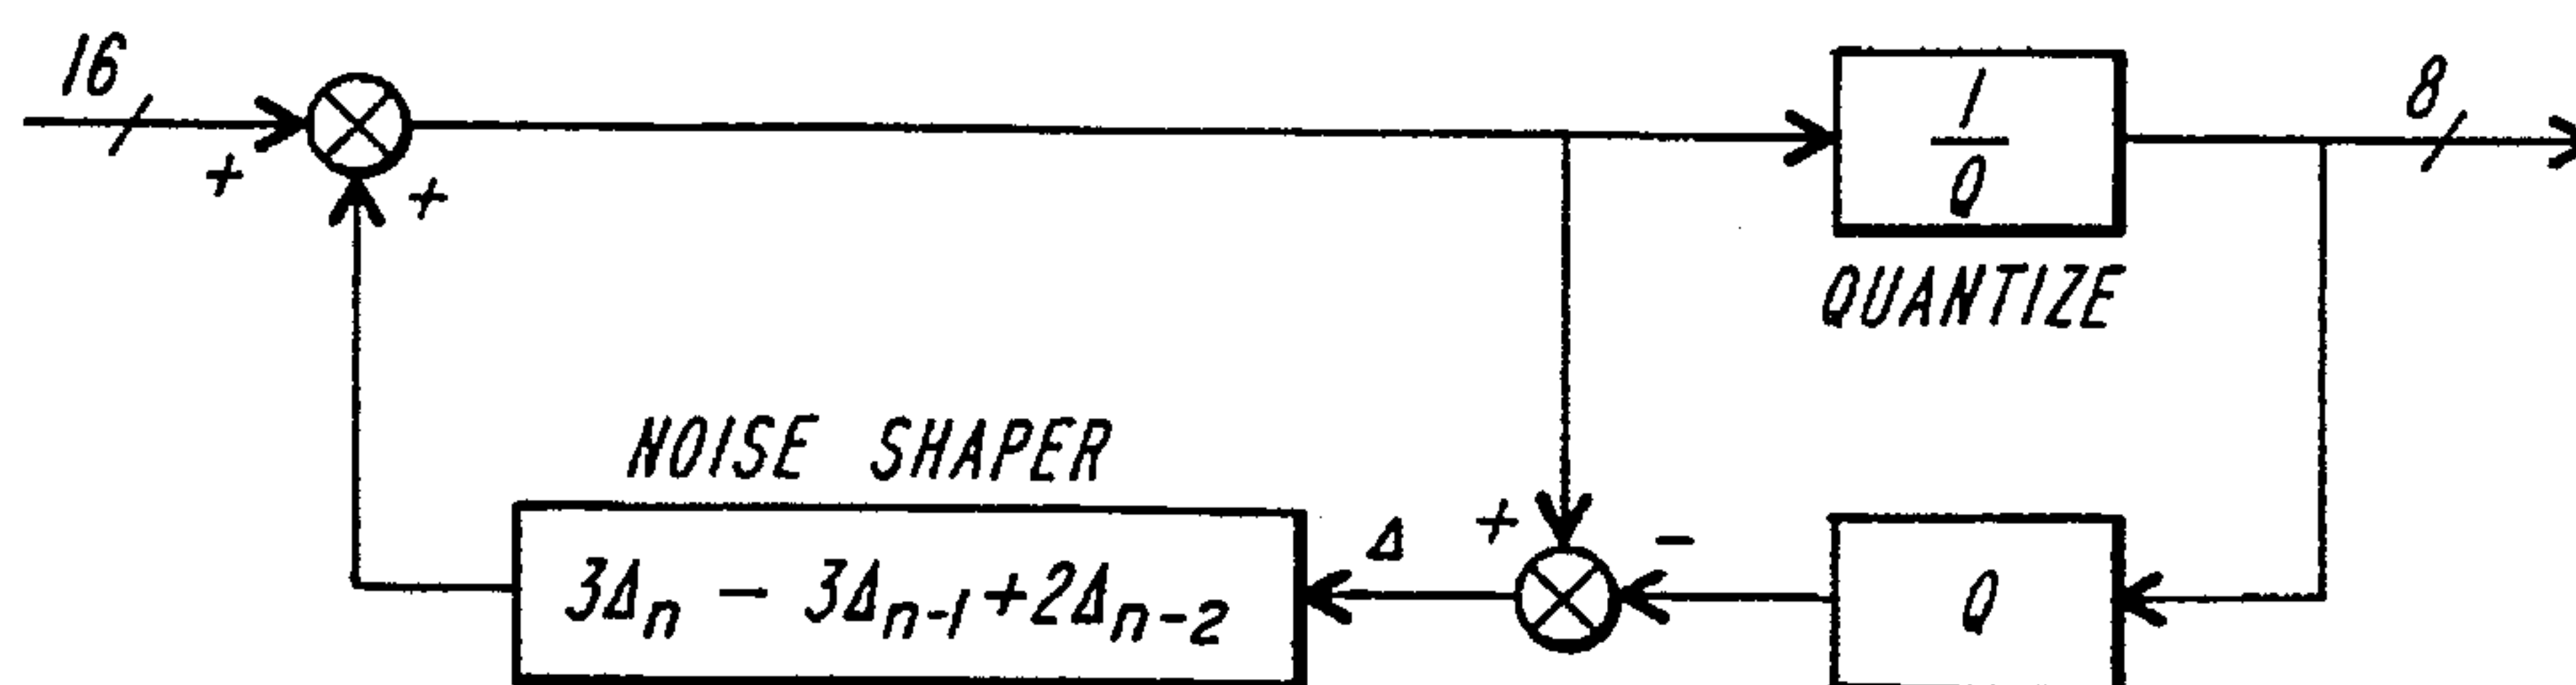 16
+
+
1
Q
QUANTIZE
8
NOISE SHAPER
3Δn - 3Δn-1 + 2Δn-2
Δ
+
-
Q